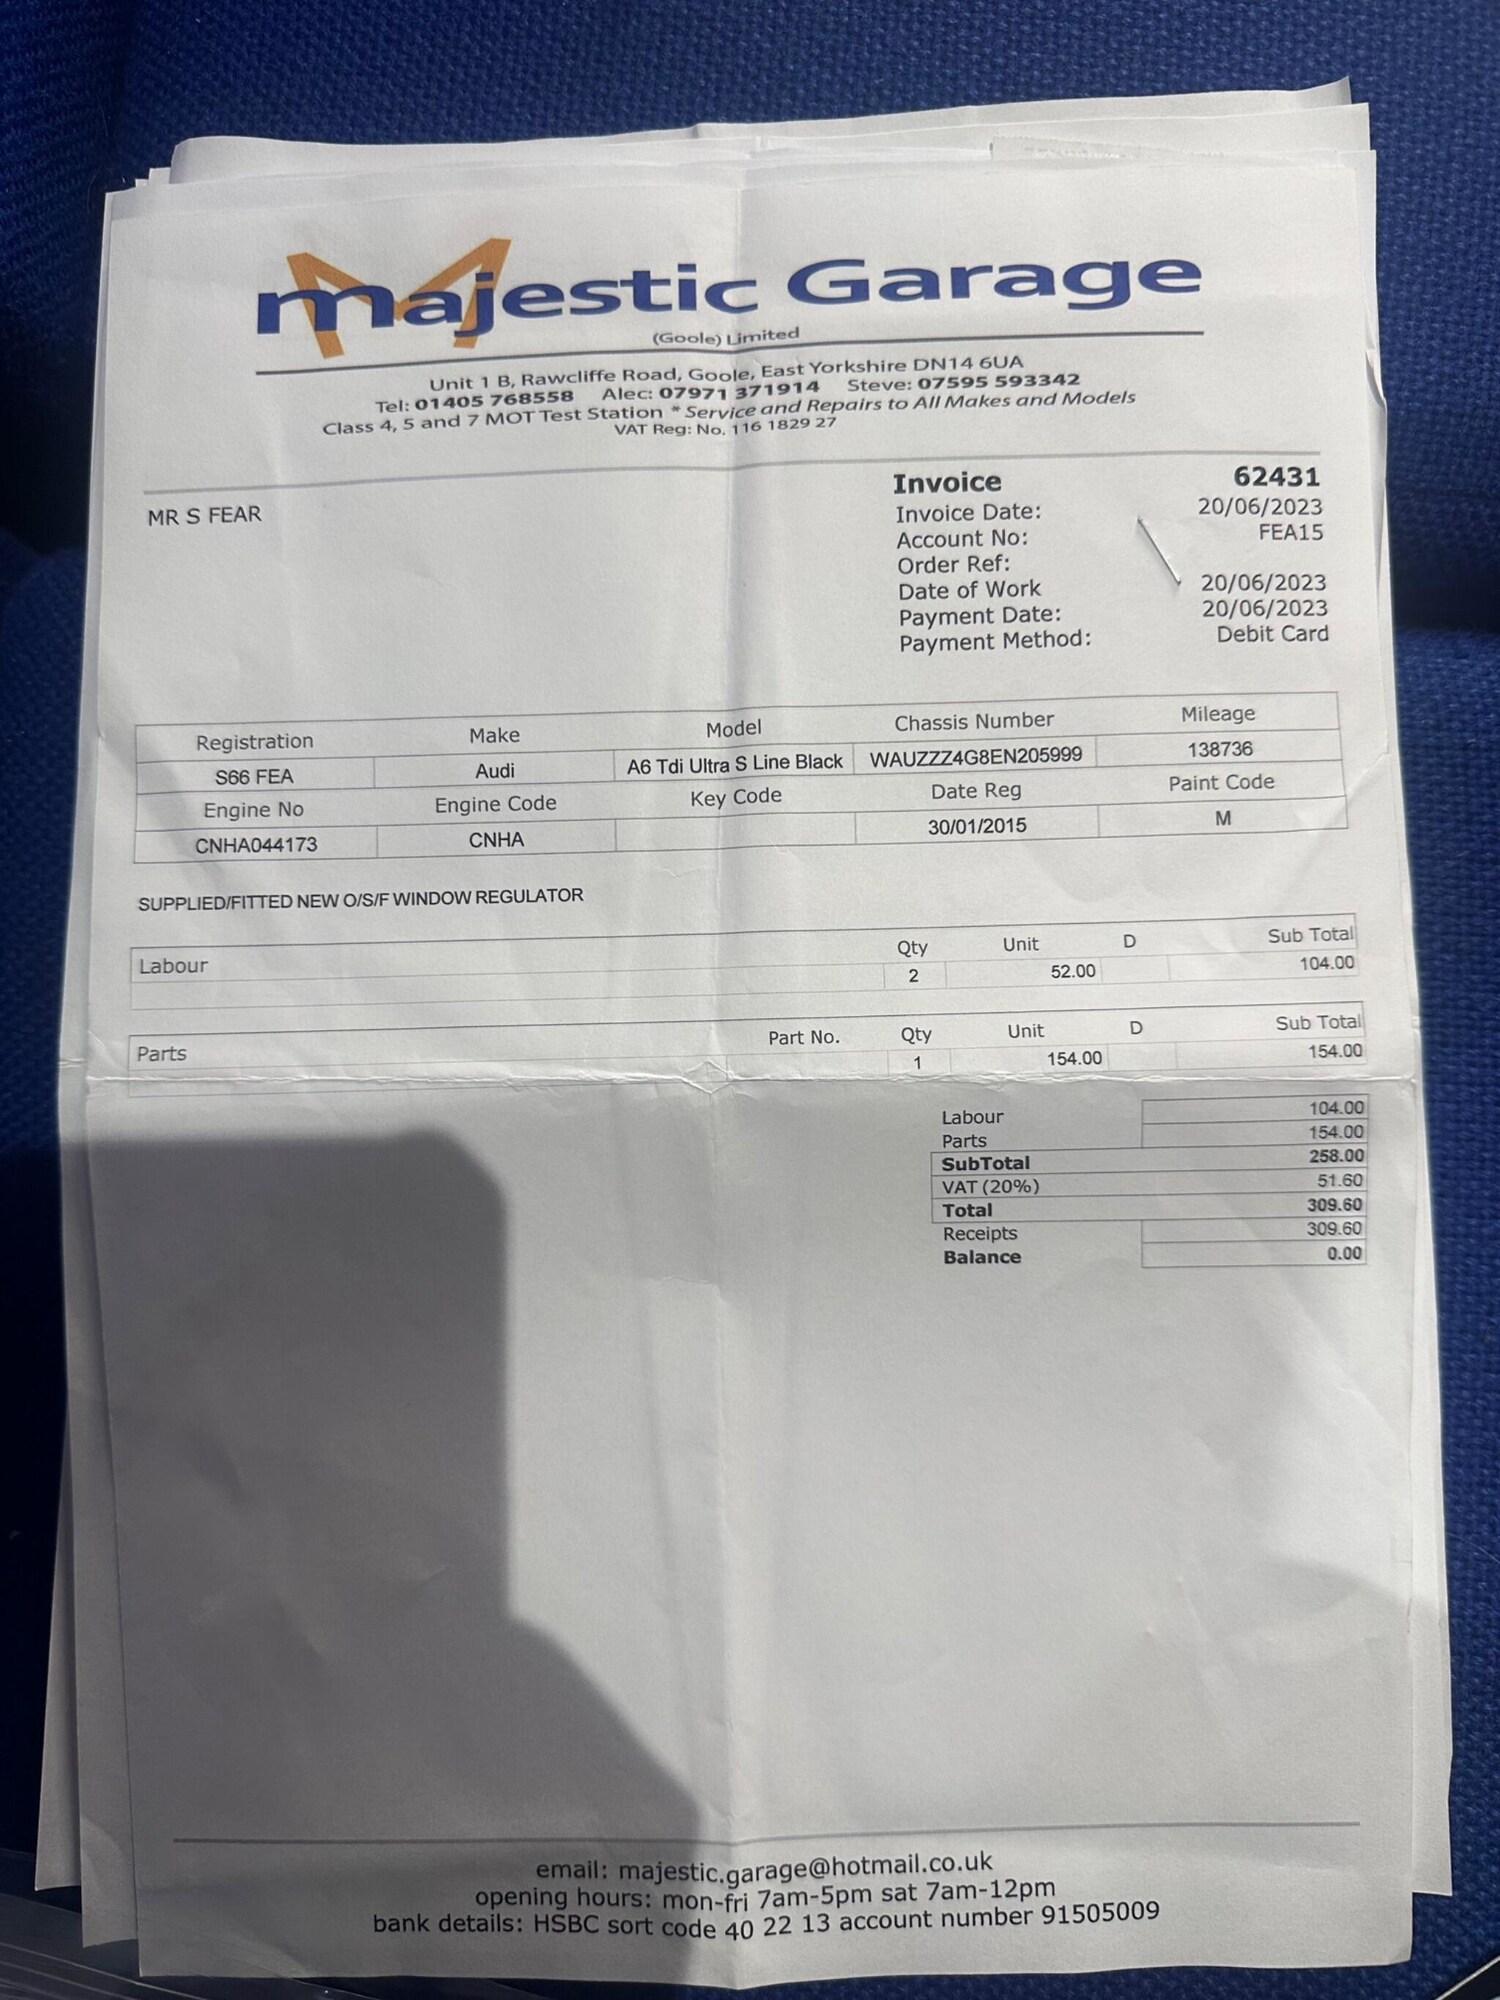 majestic Garage
(Goole) Limited
Unit 1 B, Rawcliffe Road, Goole, East Yorkshire DN14 6UA
Tel: 01405 768558 Alec: 07971 371914 Steve: 07595 593342
Class 4, 5 and 7 MOT Test Station * Service and Repairs to All Makes and Models
VAT Reg: No. 116 1829 27
MR S FEAR
Invoice 62431
Invoice Date: 20/06/2023
Account No: FEA15
Order Ref:
Date of Work 20/06/2023
Payment Date: 20/06/2023
Payment Method: Debit Card
Registration Make Model Chassis Number Mileage
S66 FEA Audi A6 Tdi Ultra S Line Black WAUZZZ4G8EN205999 138736
Engine No Engine Code Key Code Date Reg Paint Code
CNHA044173 CNHA 30/01/2015 M
SUPPLIED/FITTED NEW O/S/F WINDOW REGULATOR
Labour Qty Unit D Sub Total
2 52.00 104.00
Parts Part No. Qty Unit D Sub Total
1 154.00 154.00
Labour 104.00
Parts 154.00
SubTotal 258.00
VAT (20%) 51.60
Total 309.60
Receipts 309.60
Balance 0.00
email: majestic.garage@hotmail.co.uk
opening hours: mon-fri 7am-5pm sat 7am-12pm
bank details: HSBC sort code 40 22 13 account number 91505009